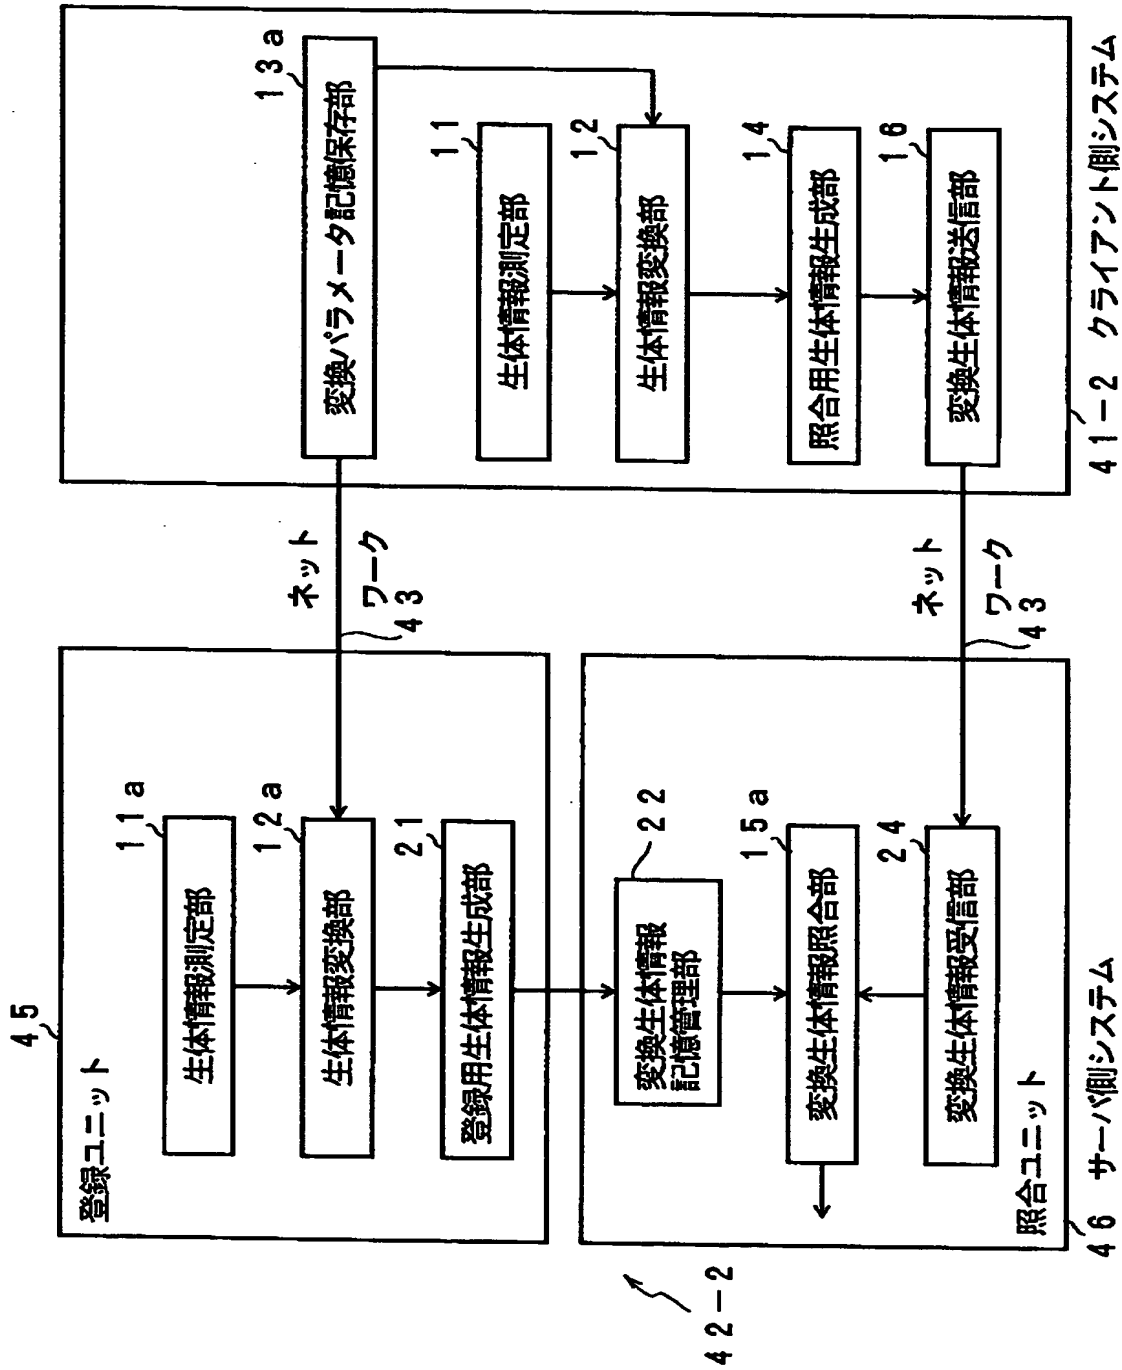 45
登録ユニット
生体情報測定部
11a
生体情報変換部
12a
登録用生体情報生成部
21
変換生体情報
記憶管理部
22
変換生体情報照合部
15a
変換生体情報受信部
24
照合ユニット
46 サーバ側システム
42-2
ネット
ワーク
43
ネット
ワーク
43
変換パラメータ記憶保存部
13a
生体情報測定部
11
生体情報変換部
12
照合用生体情報生成部
14
変換生体情報送信部
16
41-2 クライアント側システム